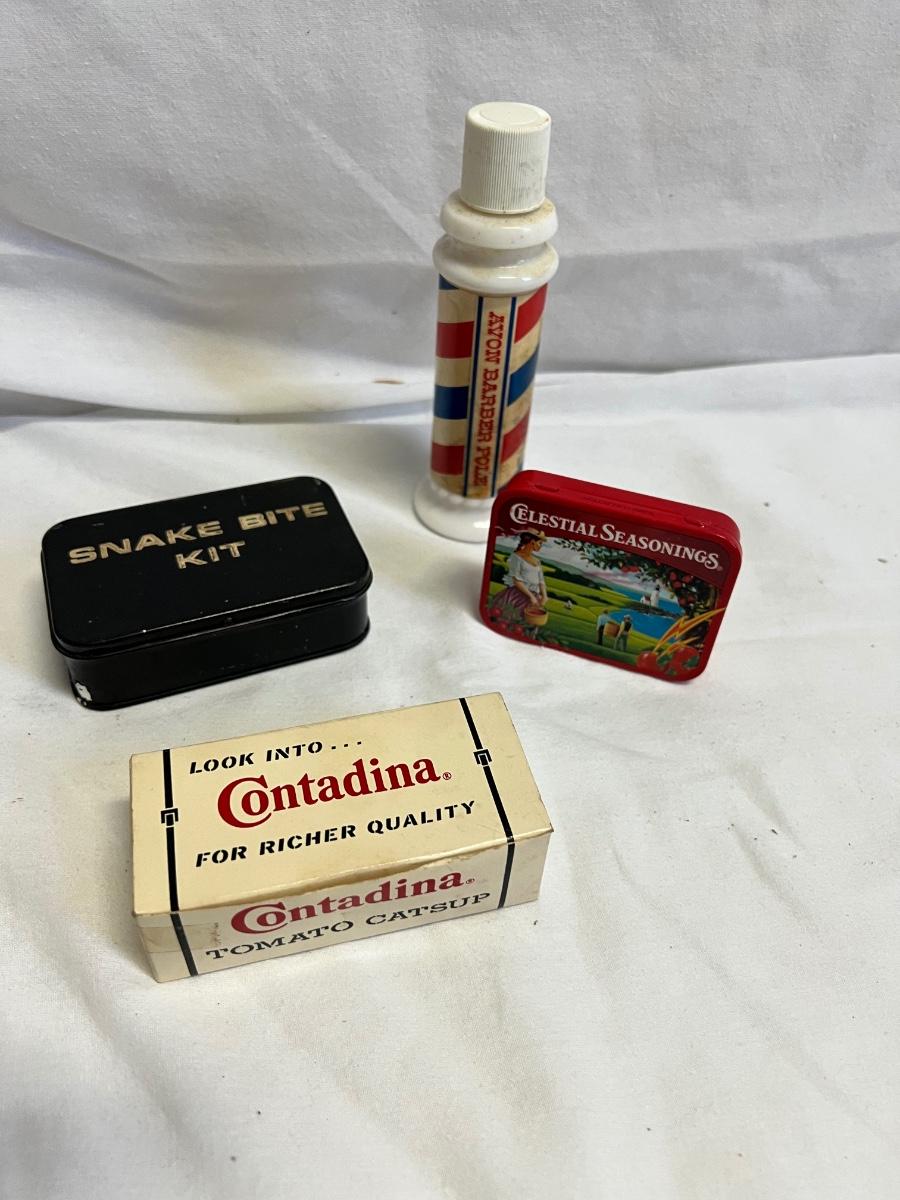 AVON BARBER POLE
SNAKE BITE
KIT
CELESTIAL SEASONINGS®
LOOK INTO...
Contadina®
FOR RICHER QUALITY
Contadina®
TOMATO CATSUP